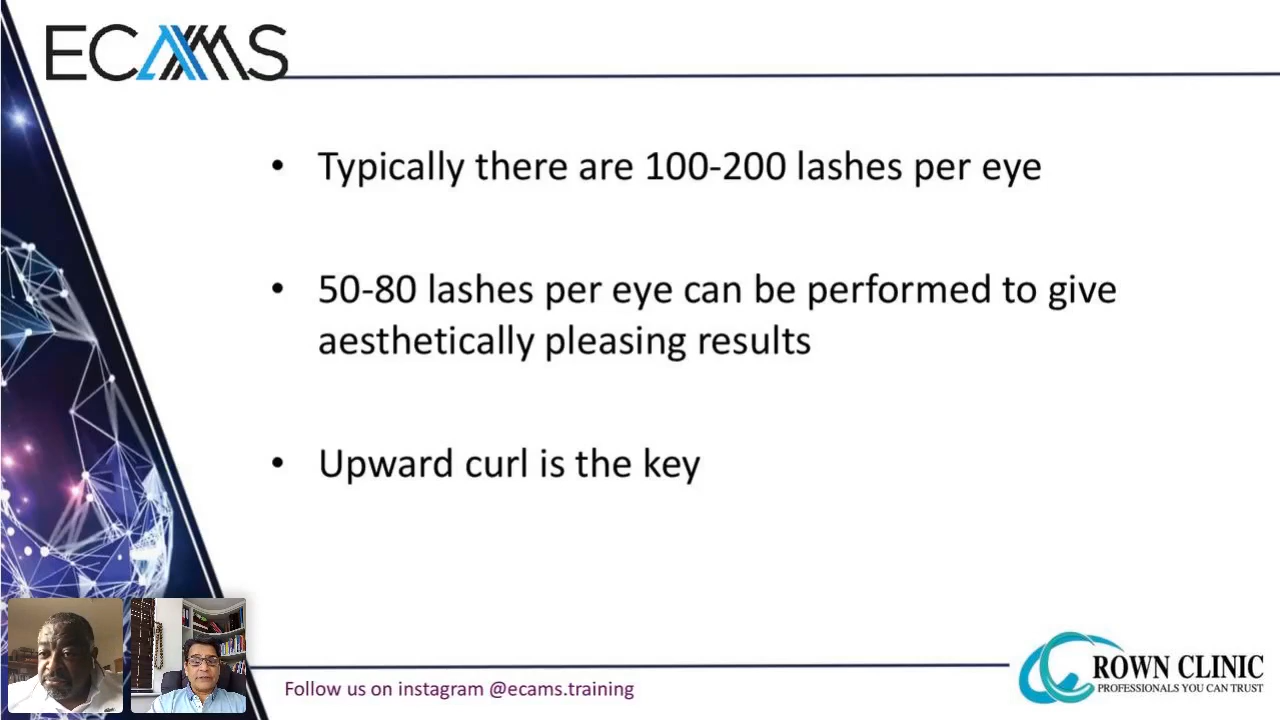 ECAMS
• Typically there are 100-200 lashes per eye
• 50-80 lashes per eye can be performed to give
aesthetically pleasing results
• Upward curl is the key
Follow us on instagram @ecams.training
CROWN CLINIC
PROFESSIONALS YOU CAN TRUST